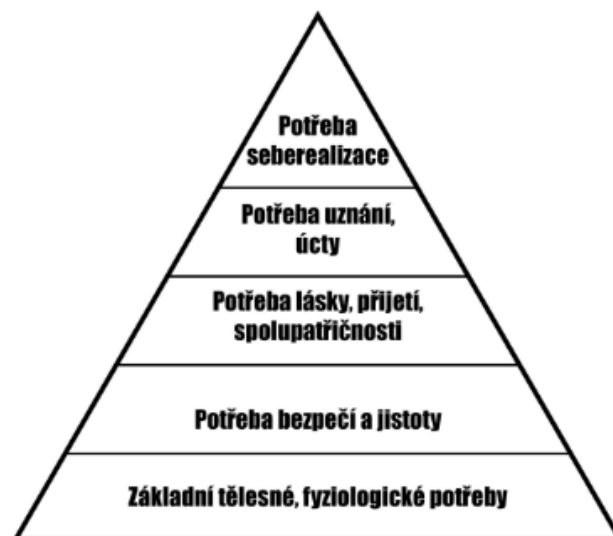 Potřeba
seberealizace
Potřeba uznání,
úcty
Potřeba lásky, přijetí,
spolupatřičnosti
Potřeba bezpečí a jistoty
Základní tělesné, fyziologické potřeby